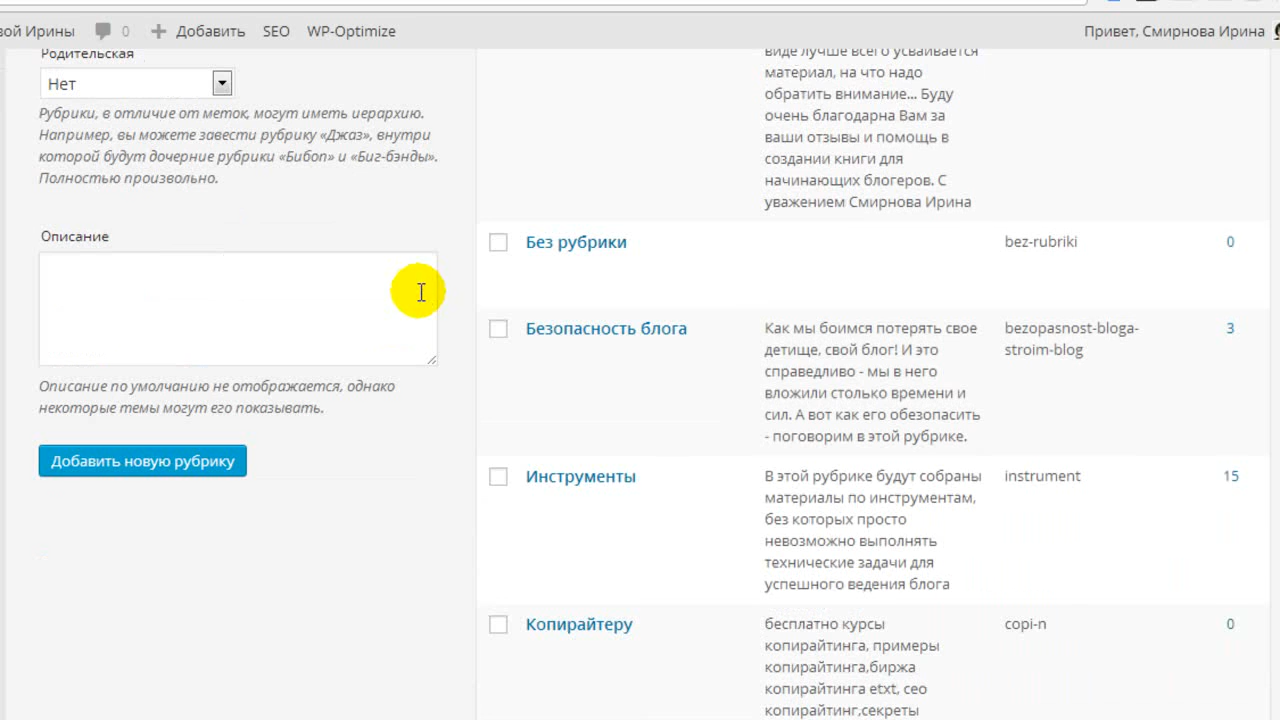 вой Ирины 0 Добавить SEO WP-Optimize Привет, Смирнова Ирина
Родительская
Нет
Рубрики, в отличие от меток, могут иметь иерархию.
Например, вы можете завести рубрику «Джаз», внутри
которой будут дочерние рубрики «Бибоп» и «Биг-бэнды».
Полностью произвольно.
Описание
Описание по умолчанию не отображается, однако
некоторые темы могут его показывать.
Добавить новую рубрику
виде лучше всего усваивается
материал, на что надо
обратить внимание... Буду
очень благодарна Вам за
ваши отзывы и помощь в
создании книги для
начинающих блогеров. С
уважением Смирнова Ирина
Без рубрики bez-rubriki 0
Безопасность блога Как мы боимся потерять свое bezopasnost-bloga- 3
детище, свой блог! И это stroim-blog
справедливо - мы в него
вложили столько времени и
сил. А вот как его обезопасить
- поговорим в этой рубрике.
Инструменты В этой рубрике будут собраны instrument 15
материалы по инструментам,
без которых просто
невозможно выполнять
технические задачи для
успешного ведения блога
Копирайтеру бесплатно курсы copi-n 0
копирайтинга, примеры
копирайтинга,биржа
копирайтинга etxt, сео
копирайтинг,секреты